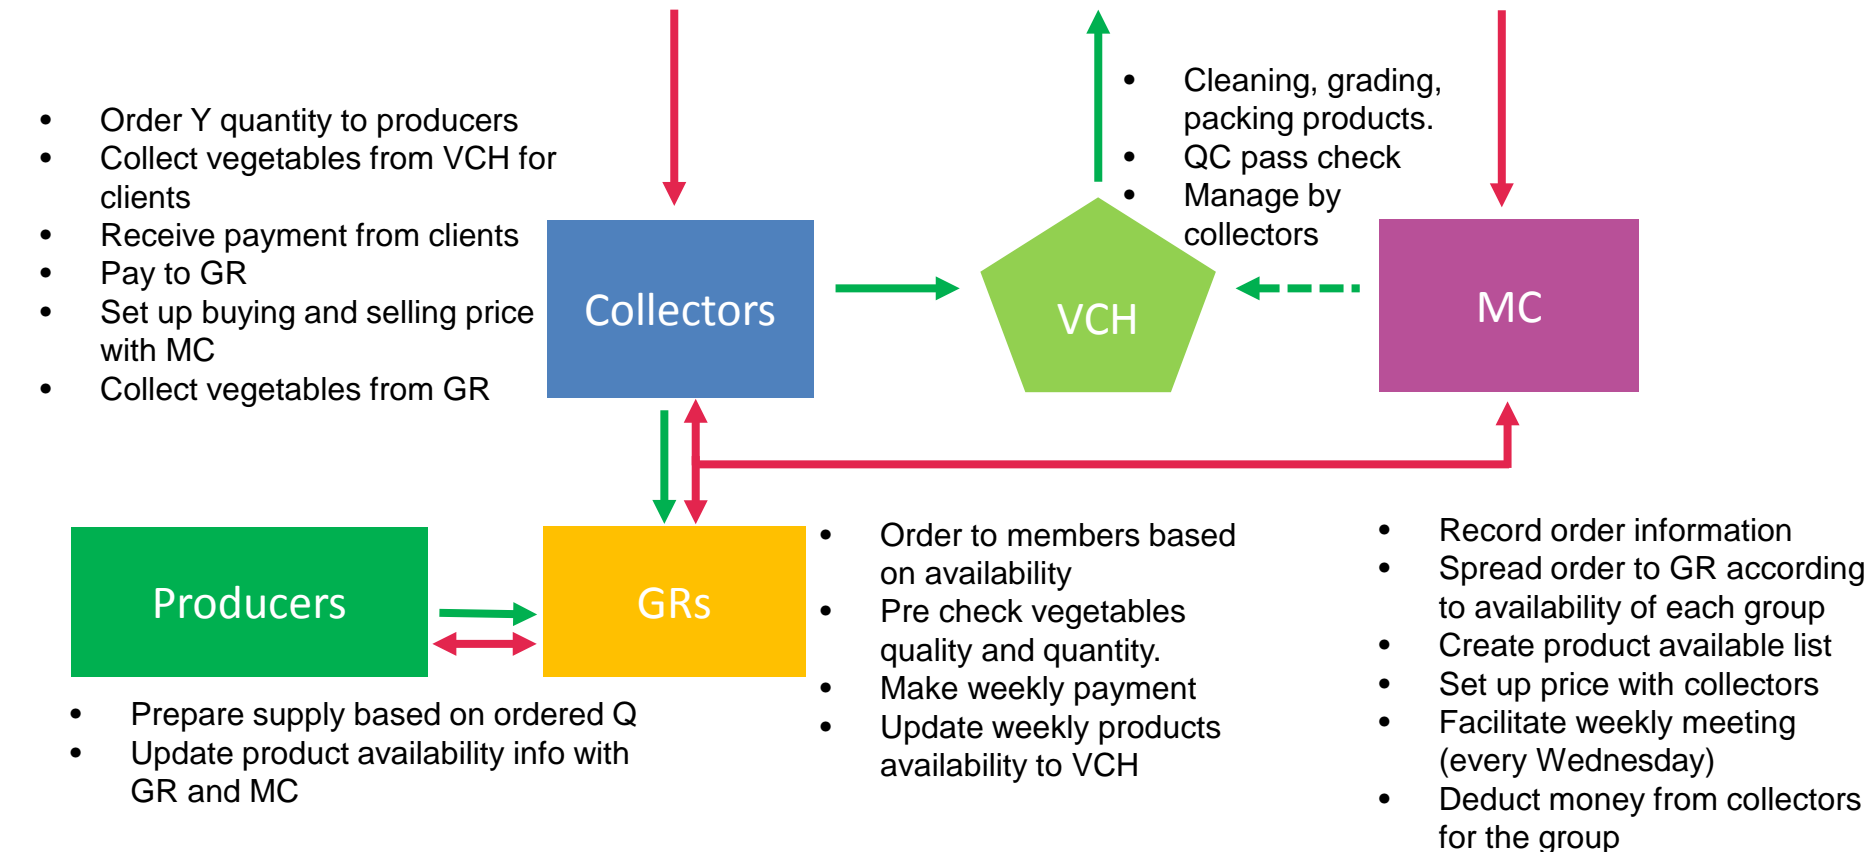 • Order Y quantity to producers
• Collect vegetables from VCH for
clients
• Receive payment from clients
• Pay to GR
• Set up buying and selling price
with MC
• Collect vegetables from GR
Collectors
• Cleaning, grading,
packing products.
• QC pass check
• Manage by
collectors
VCH
MC
Producers
GRs
• Prepare supply based on ordered Q
• Update product availability info with
GR and MC
• Order to members based
on availability
• Pre check vegetables
quality and quantity.
• Make weekly payment
• Update weekly products
availability to VCH
• Record order information
• Spread order to GR according
to availability of each group
• Create product available list
• Set up price with collectors
• Facilitate weekly meeting
(every Wednesday)
• Deduct money from collectors
for the group